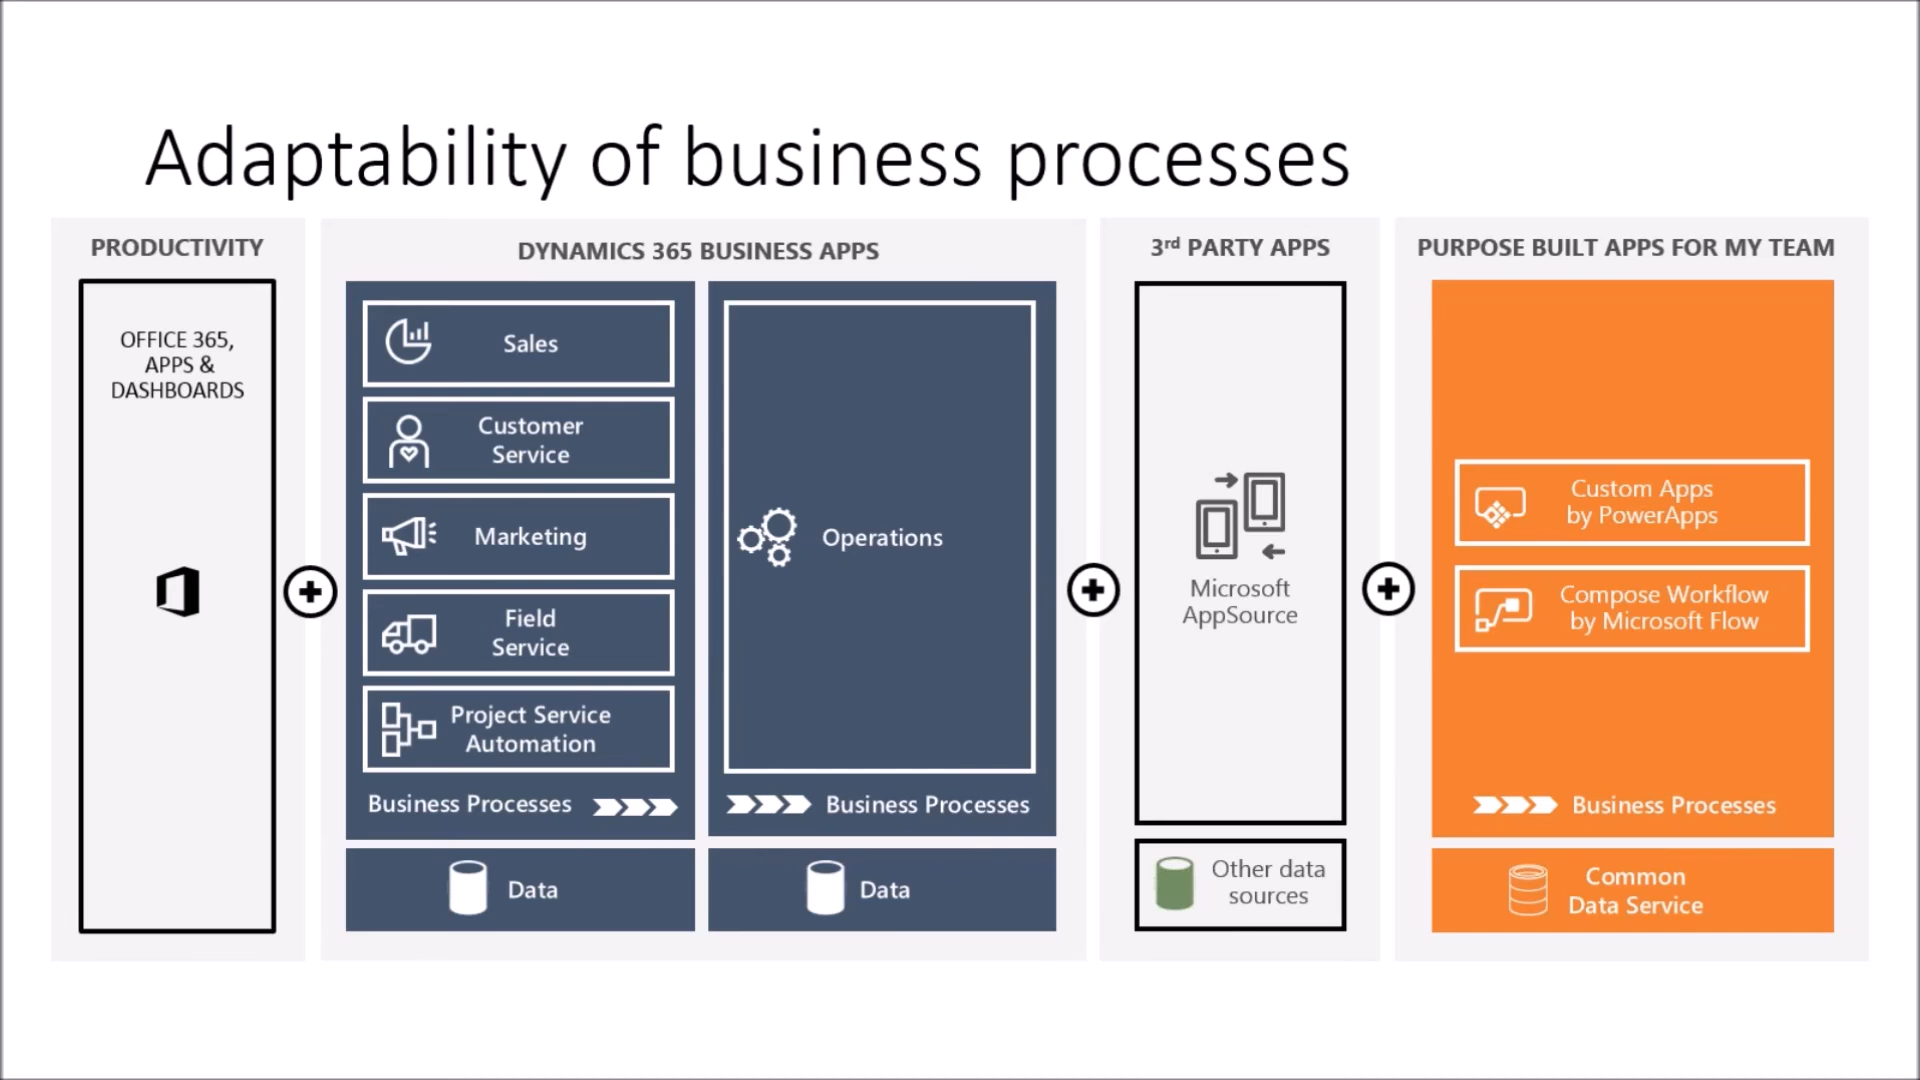 Adaptability of business processes
PRODUCTIVITY
OFFICE 365,
APPS &
DASHBOARDS
DYNAMICS 365 BUSINESS APPS
Sales
Customer
Service
Marketing
Field
Service
Project Service
Automation
Business Processes
Data
Operations
Business Processes
Data
3rd PARTY APPS
Microsoft
AppSource
Other data
sources
PURPOSE BUILT APPS FOR MY TEAM
Custom Apps
by PowerApps
Compose Workflow
by Microsoft Flow
Business Processes
Common
Data Service